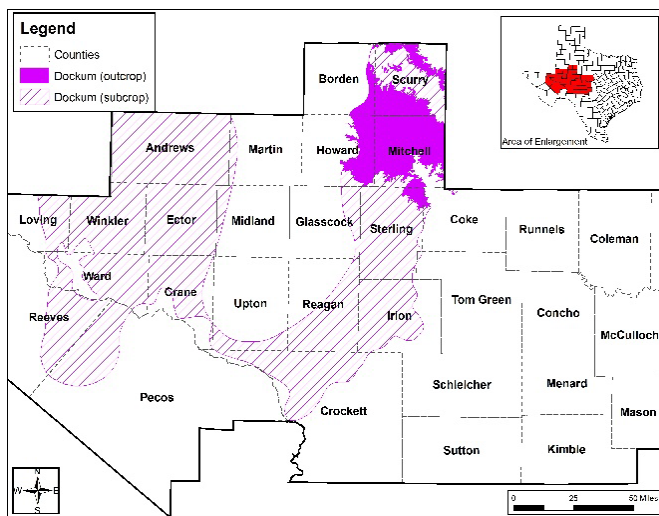 Legend
Counties
Dockum (outcrop)
Dockum (subcrop)
Area of Enlargement
Borden
Scurry
Andrews
Martin
Howard
Mitchell
Loving
Winkler
Ector
Midland
Glasscock
Sterling
Coke
Runnels
Coleman
Ward
Crane
Upton
Reagan
Irion
Tom Green
Concho
McCulloch
Reeves
Pecos
Crockett
Schleicher
Menard
Mason
Sutton
Kimble
N
W
E
S
0 25 50 Miles